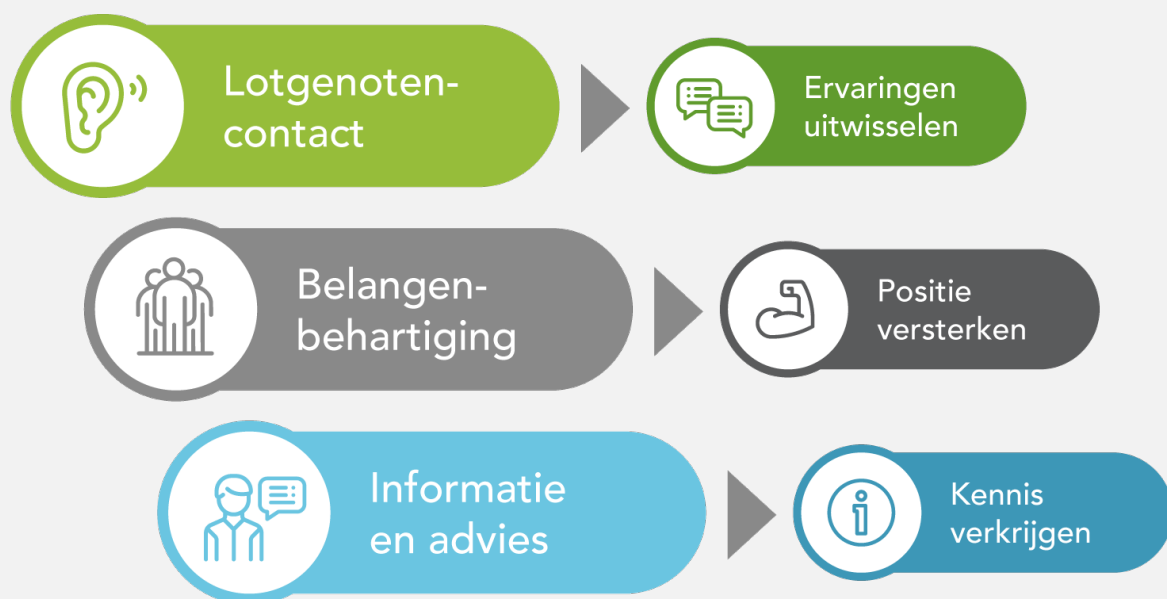 Lotgenoten-
contact
Ervaringen
uitwisselen
Belangen-
behartiging
Positie
versterken
Informatie
en advies
Kennis
verkrijgen